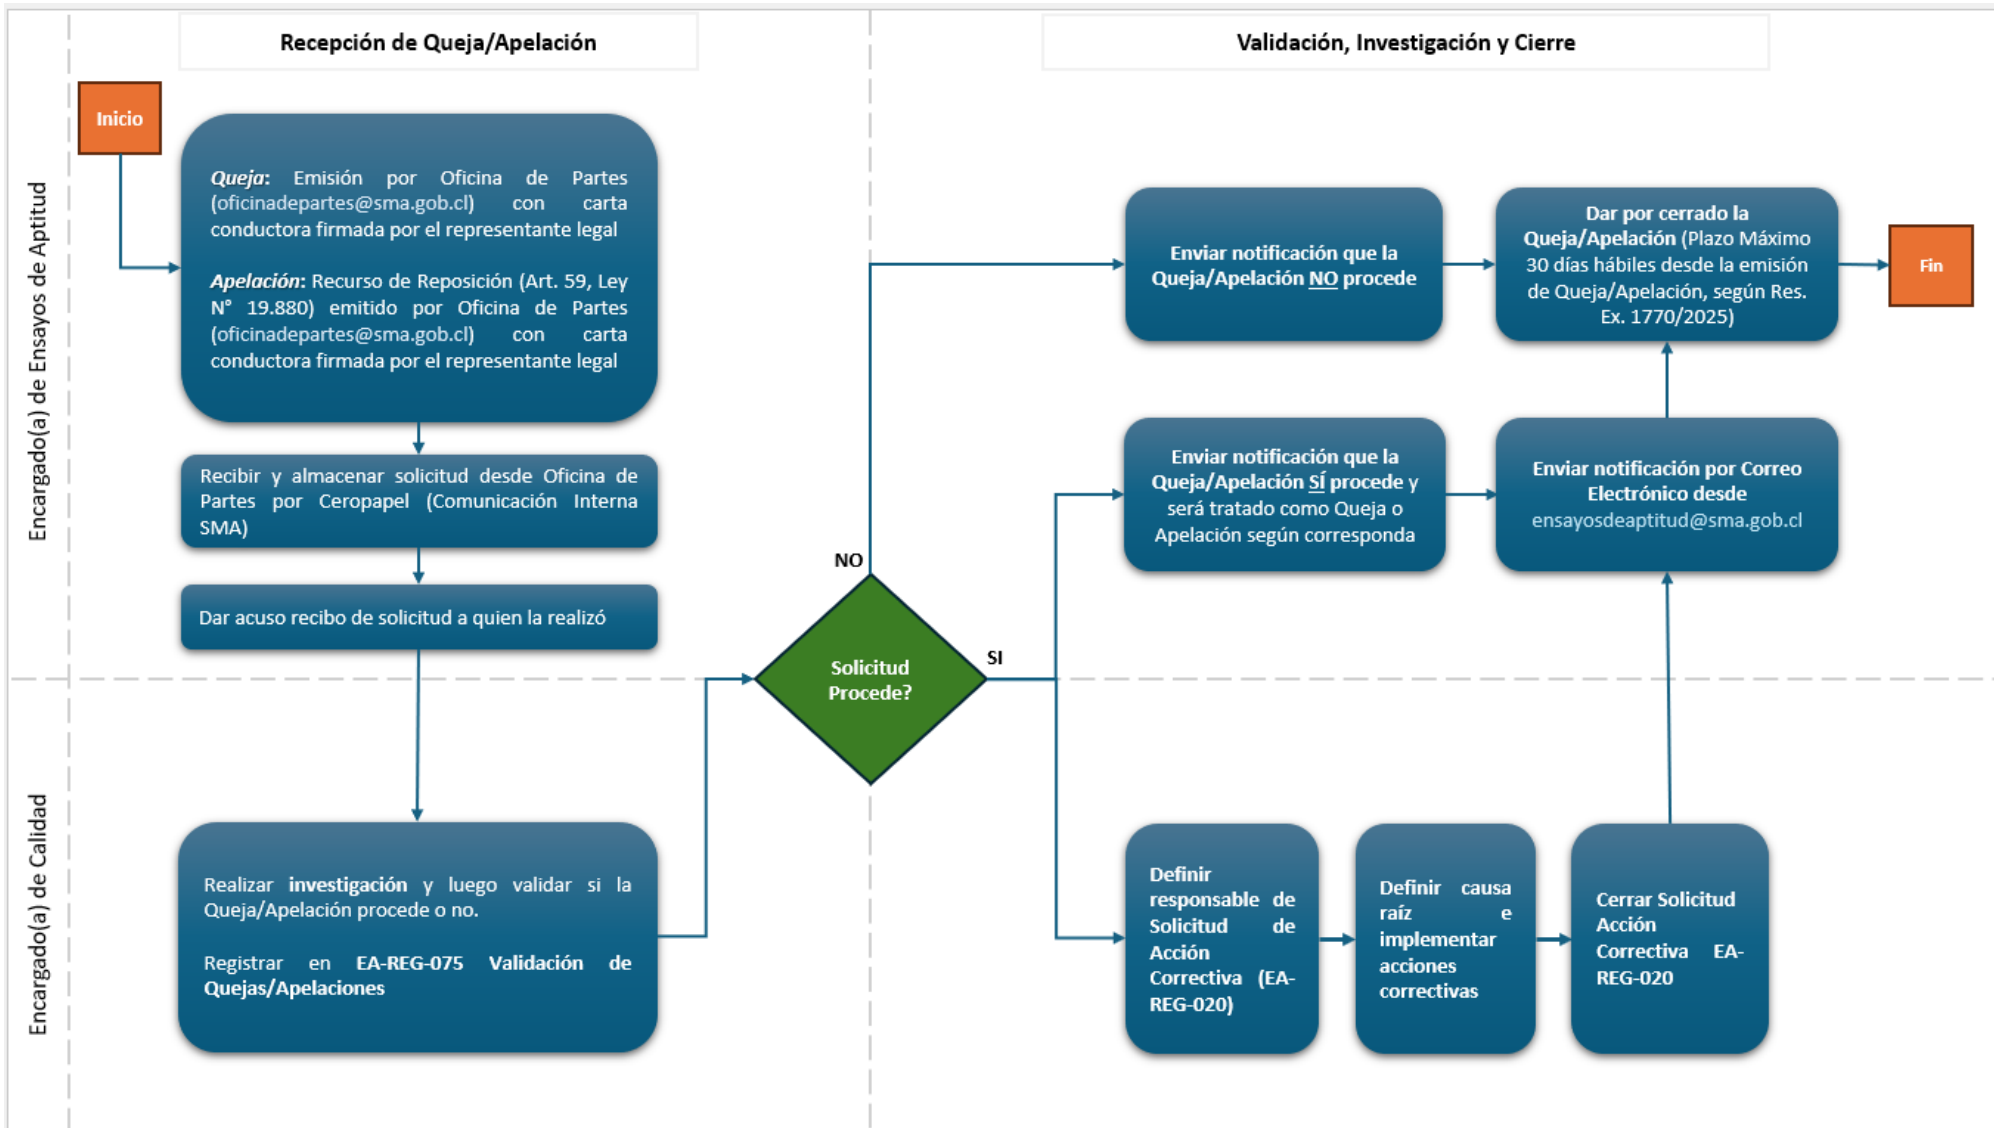 Recepción de Queja/Apelación
Validación, Investigación y Cierre
Encargado(a) de Ensayos de Aptitud
Inicio
Queja: Emisión por Oficina de Partes
(oficinadepartes@sma.gob.cl) con carta
conductora firmada por el representante legal
Apelación: Recurso de Reposición (Art. 59, Ley
N° 19.880) emitido por Oficina de Partes
(oficinadepartes@sma.gob.cl) con carta
conductora firmada por el representante legal
Recibir y almacenar solicitud desde Oficina de
Partes por Ceropapel (Comunicación Interna
SMA)
Dar acuso recibo de solicitud a quien la realizó
Encargado(a) de Calidad
Realizar investigación y luego validar si la
Queja/Apelación procede o no.
Registrar en EA-REG-075 Validación de
Quejas/Apelaciones
Solicitud
Procede?
NO
SI
Enviar notificación que la
Queja/Apelación NO procede
Dar por cerrado la
Queja/Apelación (Plazo Máximo
30 días hábiles desde la emisión
de Queja/Apelación, según Res.
Ex. 1770/2025)
Fin
Enviar notificación que la
Queja/Apelación SÍ procede y
será tratado como Queja o
Apelación según corresponda
Enviar notificación por Correo
Electrónico desde
ensayosdeaptitud@sma.gob.cl
Definir
responsable de
Solicitud de
Acción
Correctiva (EA-
REG-020)
Definir causa
raíz e
implementar
acciones
correctivas
Cerrar Solicitud
Acción
Correctiva EA-
REG-020